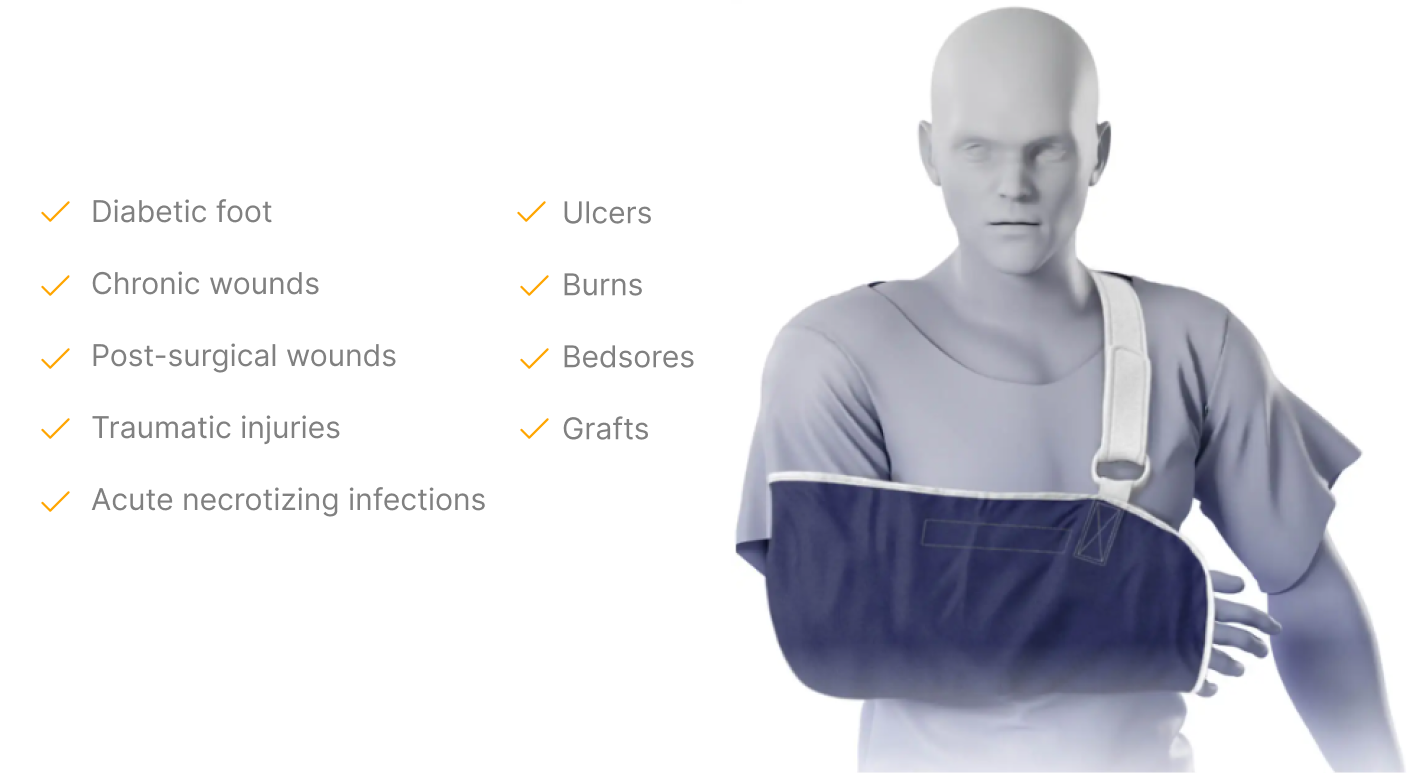 Diabetic foot
Chronic wounds
Post-surgical wounds
Traumatic injuries
Acute necrotizing infections
Ulcers
Burns
Bedsores
Grafts